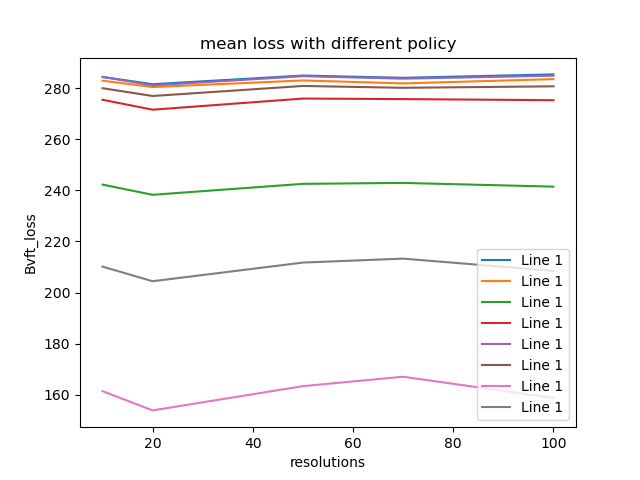 mean loss with different policy
Bvft_loss
280
260
240
220
200
180
160
Line 1
Line 1
Line 1
Line 1
Line 1
Line 1
Line 1
Line 1
20 40 60 80 100
resolutions